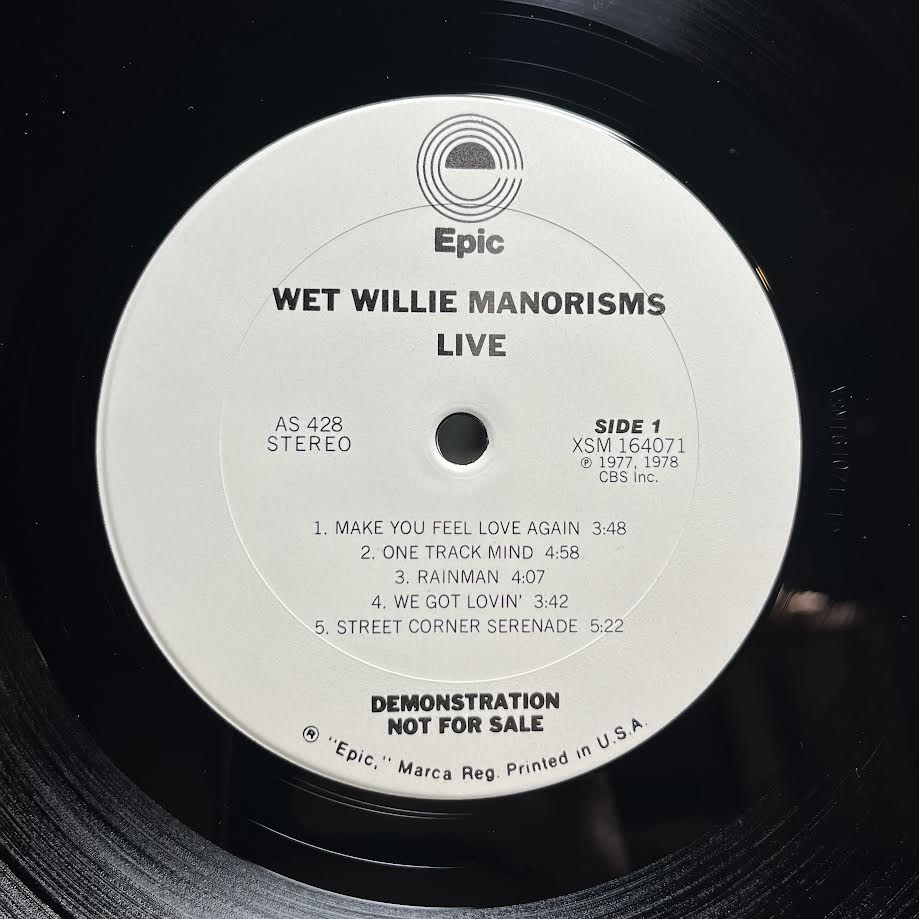 Epic
WET WILLIE MANORISMS
LIVE
AS 428
STEREO
SIDE 1
XSM 164071
℗ 1977, 1978
CBS Inc.
1. MAKE YOU FEEL LOVE AGAIN 3:48
2. ONE TRACK MIND 4:58
3. RAINMAN 4:07
4. WE GOT LOVIN' 3:42
5. STREET CORNER SERENADE 5:22
DEMONSTRATION
NOT FOR SALE
® "Epic," Marca Reg. Printed in U.S.A.